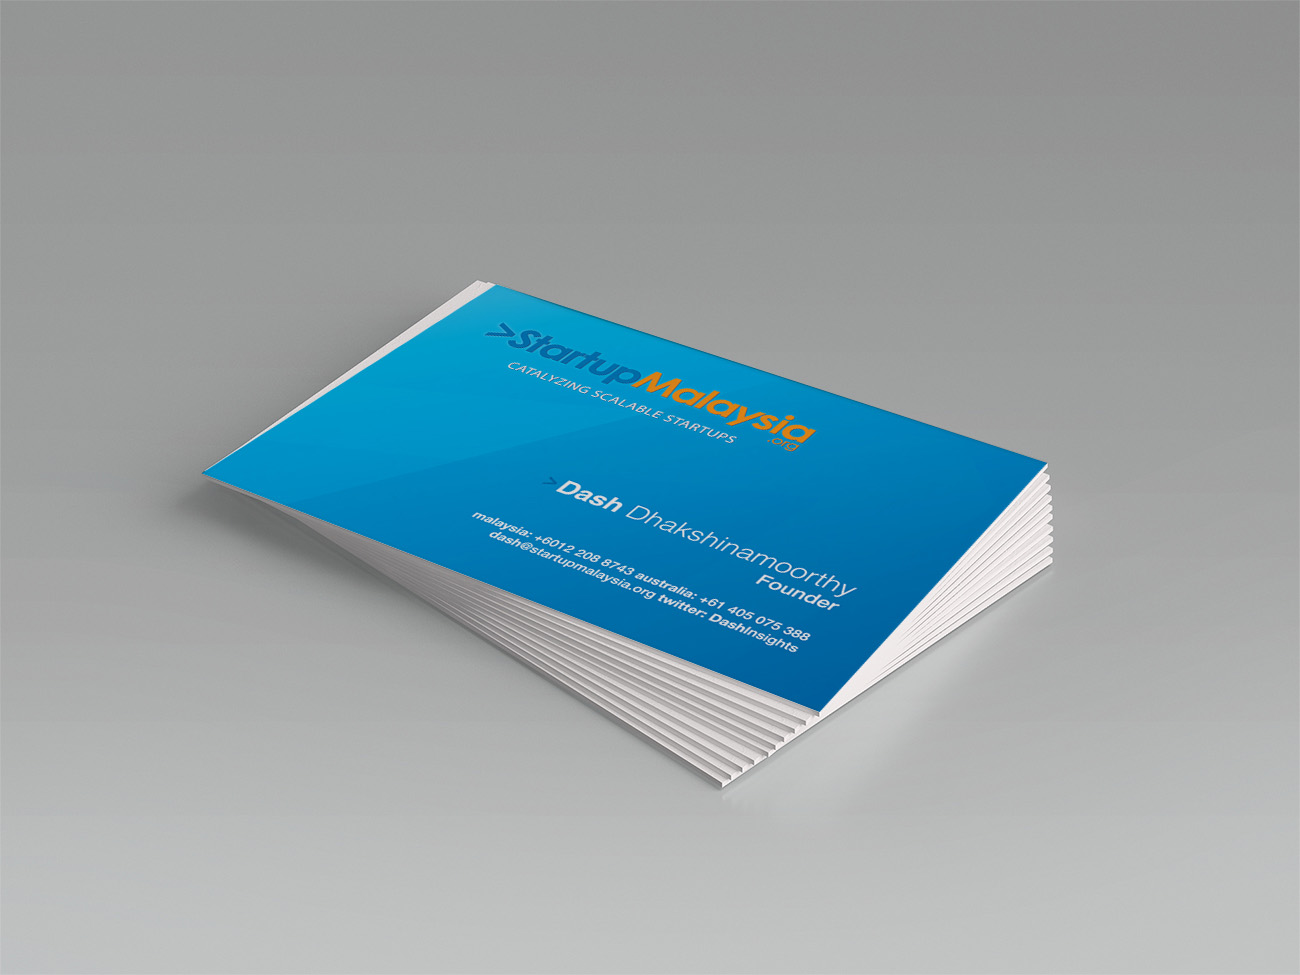 >StartupMalaysia
.org
CATALYZING SCALABLE STARTUPS
>Dash Dhakshinamoorthy
Founder
malaysia: +6012 208 8743 australia: +61 405 075 388
dash@startupmalaysia.org twitter: DashInsights